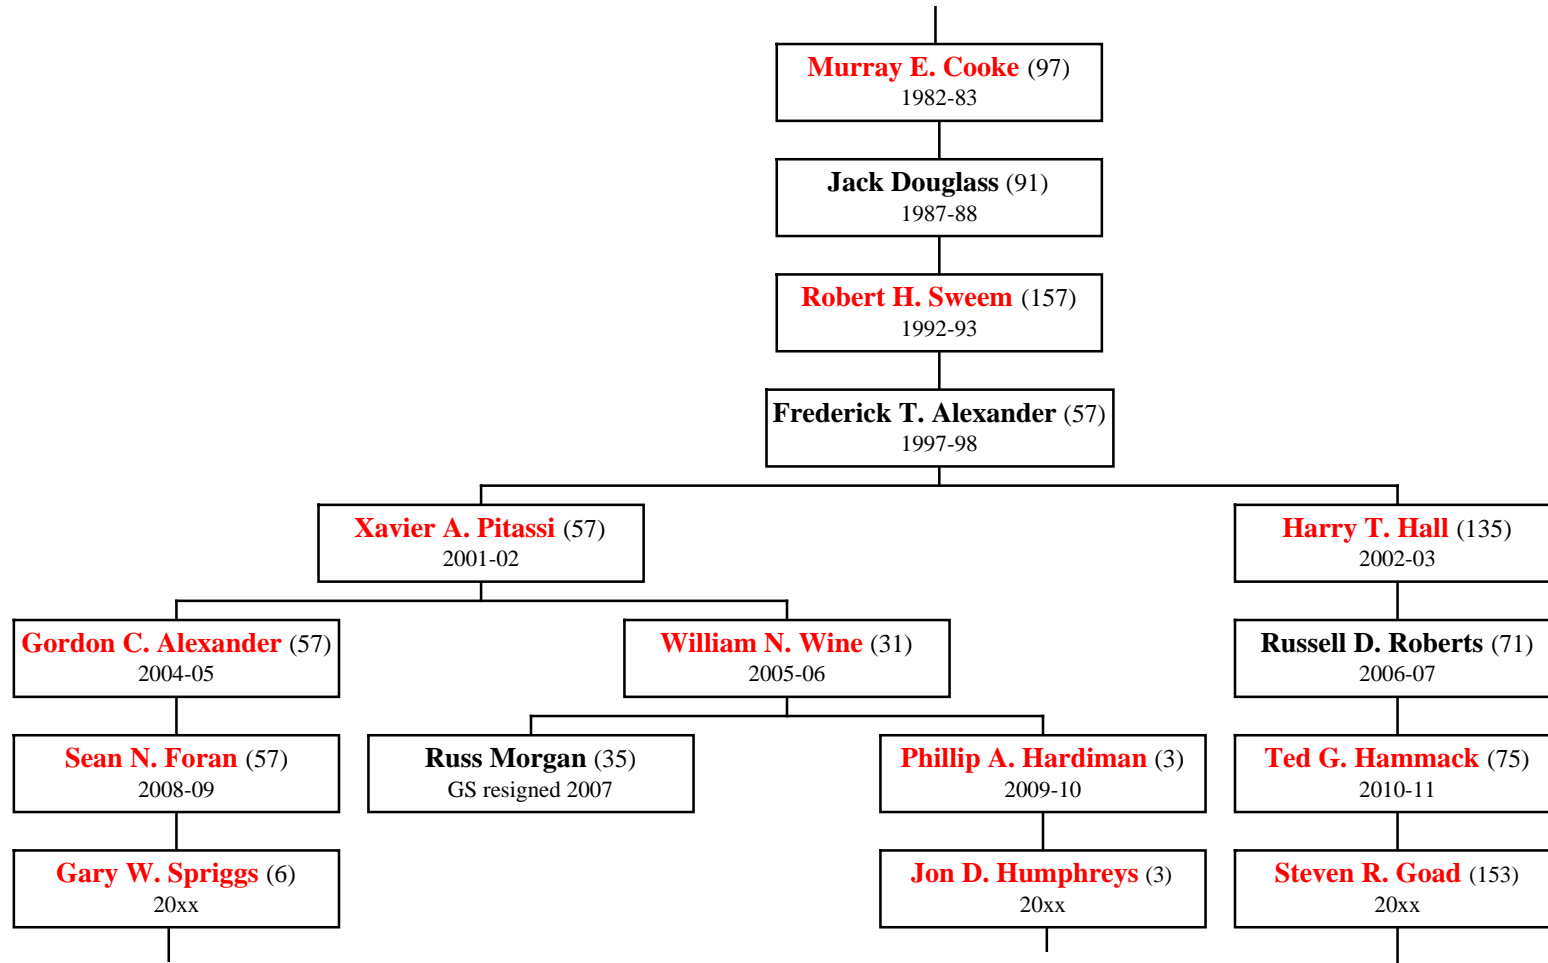 Murray E. Cooke (97)
1982-83
Jack Douglass (91)
1987-88
Robert H. Sweem (157)
1992-93
Frederick T. Alexander (57)
1997-98
Xavier A. Pitassi (57)
2001-02
Harry T. Hall (135)
2002-03
Gordon C. Alexander (57)
2004-05
William N. Wine (31)
2005-06
Russell D. Roberts (71)
2006-07
Sean N. Foran (57)
2008-09
Russ Morgan (35)
GS resigned 2007
Phillip A. Hardiman (3)
2009-10
Ted G. Hammack (75)
2010-11
Gary W. Spriggs (6)
20xx
Jon D. Humphreys (3)
20xx
Steven R. Goad (153)
20xx